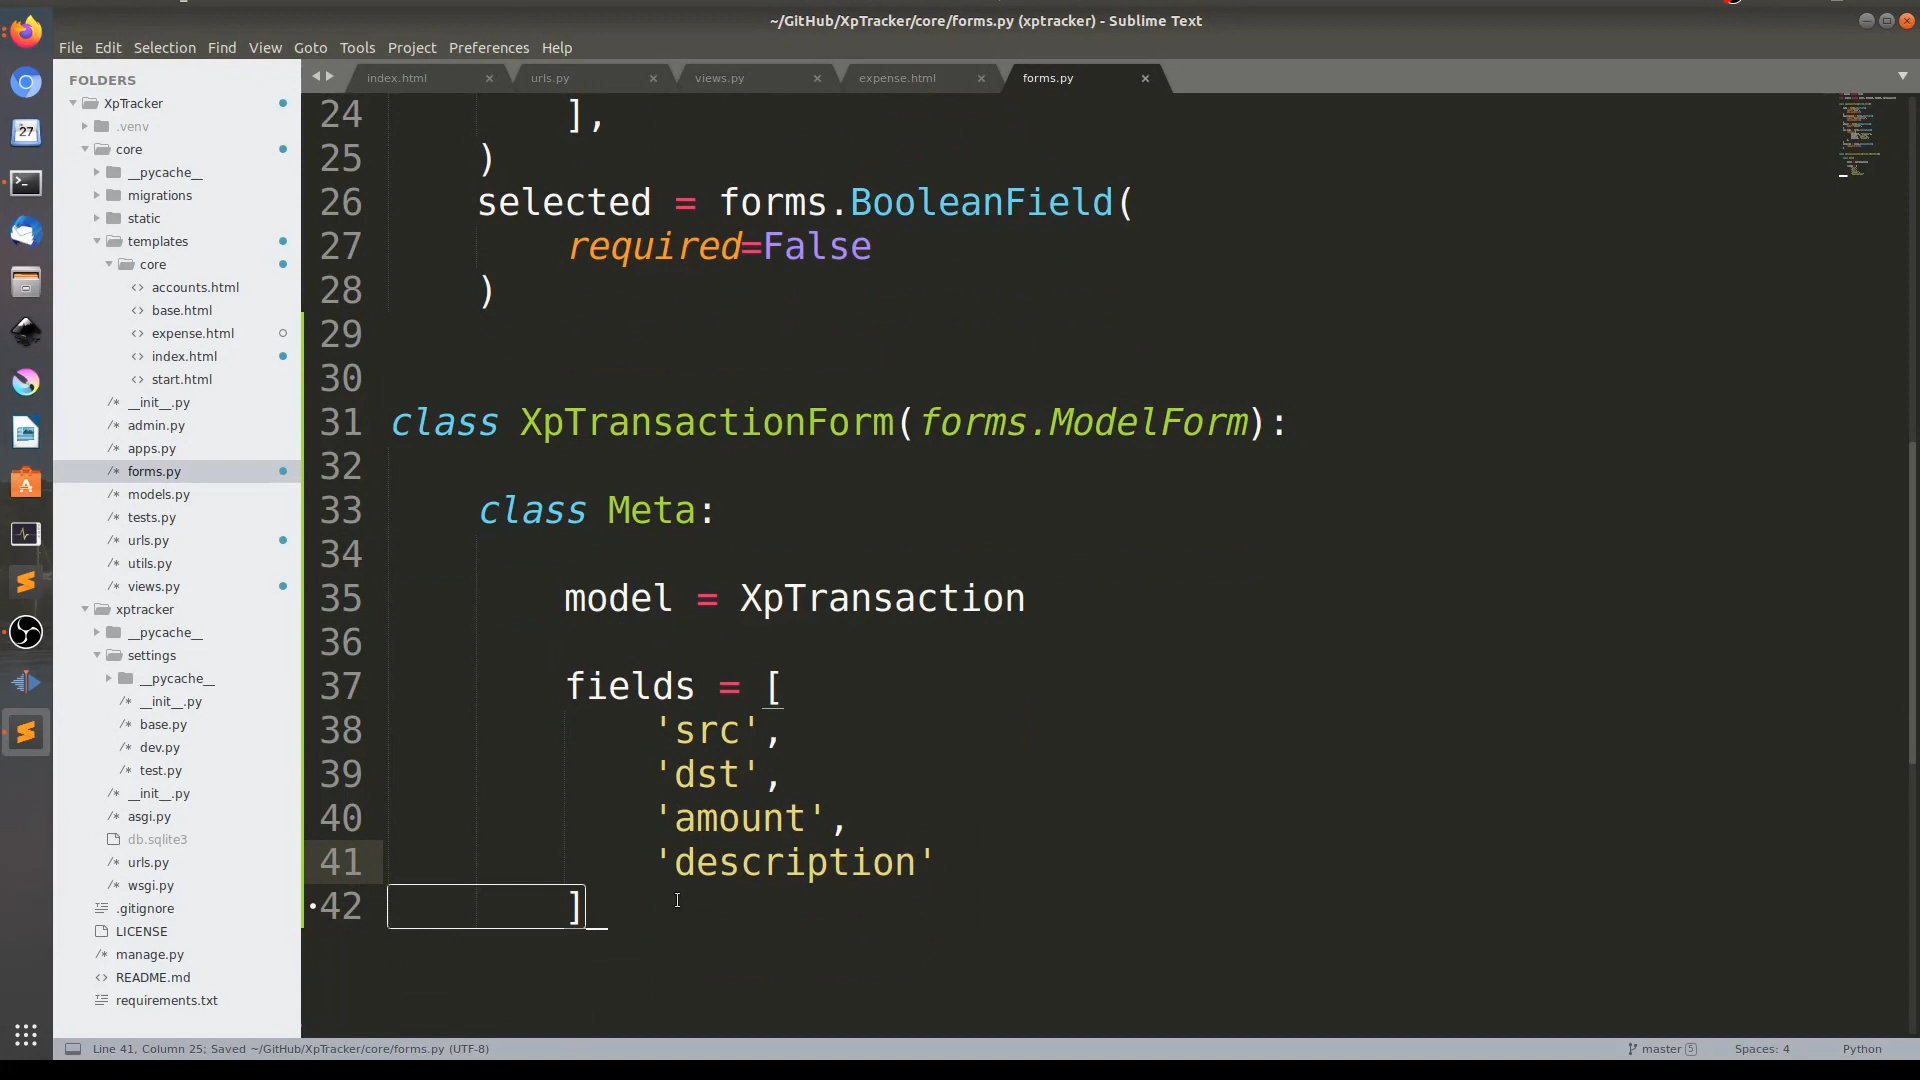 ~/GitHub/XpTracker/core/forms.py (xptracker) - Sublime Text
File Edit Selection Find View Goto Tools Project Preferences Help
FOLDERS
XpTracker
.venv
core
__pycache__
migrations
static
templates
core
accounts.html
base.html
expense.html
index.html
start.html
/* __init__.py
/* admin.py
/* apps.py
/* forms.py
/* models.py
/* tests.py
/* urls.py
/* utils.py
/* views.py
xptracker
__pycache__
settings
__pycache__
/* __init__.py
/* base.py
/* dev.py
/* test.py
/* __init__.py
/* asgi.py
db.sqlite3
/* urls.py
/* wsgi.py
.gitignore
LICENSE
/* manage.py
<> README.md
requirements.txt
27
index.html × urls.py × views.py × expense.html × forms.py ×
24 ],
25 )
26 selected = forms.BooleanField(
27 required=False
28 )
29
30
31 class XpTransactionForm(forms.ModelForm):
32
33 class Meta:
34
35 model = XpTransaction
36
37 fields = [
38 'src',
39 'dst',
40 'amount',
41 'description'
42 ]
Line 41, Column 25; Saved ~/GitHub/XpTracker/core/forms.py (UTF-8)
master 5 Spaces: 4 Python